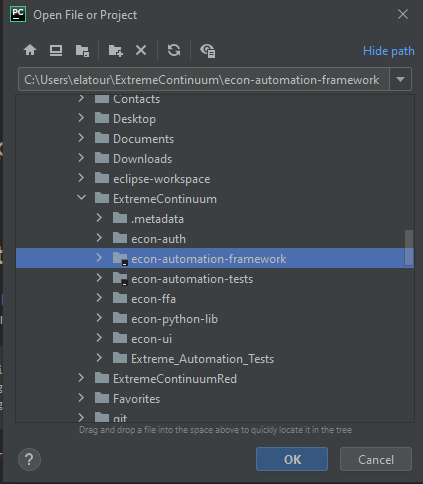 PC Open File or Project
Hide path
C:\Users\elatour\ExtremeContinuum\econ-automation-framework
Contacts
Desktop
Documents
Downloads
eclipse-workspace
ExtremeContinuum
.metadata
econ-auth
econ-automation-framework
econ-automation-tests
econ-ffa
econ-python-lib
econ-ui
Extreme_Automation_Tests
ExtremeContinuumRed
Favorites
git
Drag and drop a file into the space above to quickly locate it in the tree
? OK Cancel